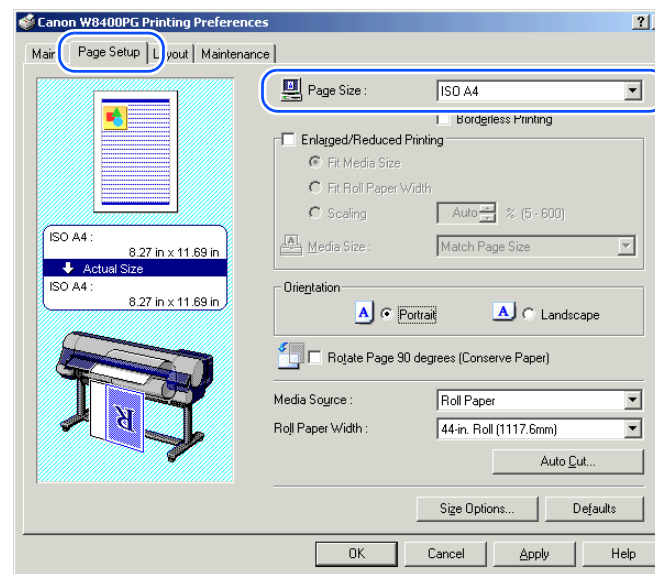 Canon W8400PG Printing Preferences
?
Main Page Setup Layout Maintenance
Page Size : ISO A4
Borderless Printing
Enlarged/Reduced Printing
Fit Media Size
Fit Roll Paper Width
Scaling Auto % (5 - 600)
A Media Size : Match Page Size
ISO A4 :
8.27 in x 11.69 in
Actual Size
ISO A4 :
8.27 in x 11.69 in
R
Orientation
A Portrait A Landscape
Rotate Page 90 degrees (Conserve Paper)
Media Source : Roll Paper
Roll Paper Width : 44-in. Roll (1117.6mm)
Auto Cut...
Size Options... Defaults
OK Cancel Apply Help